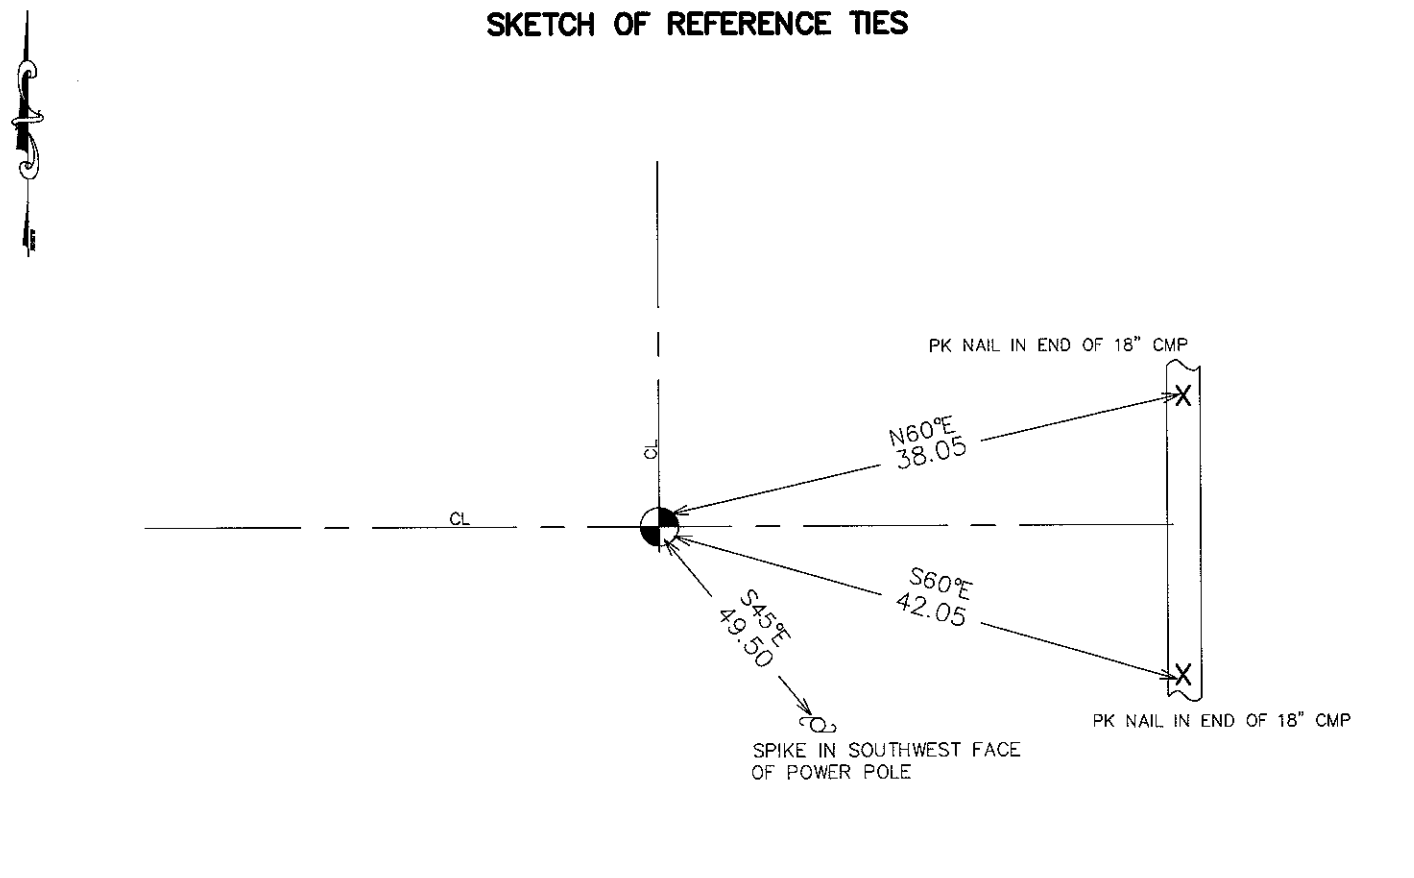 SKETCH OF REFERENCE TIES
PK NAIL IN END OF 18" CMP
N60°E
38.05
CL
CL
S60°E
42.05
S45°E
49.50
PK NAIL IN END OF 18" CMP
SPIKE IN SOUTHWEST FACE
OF POWER POLE